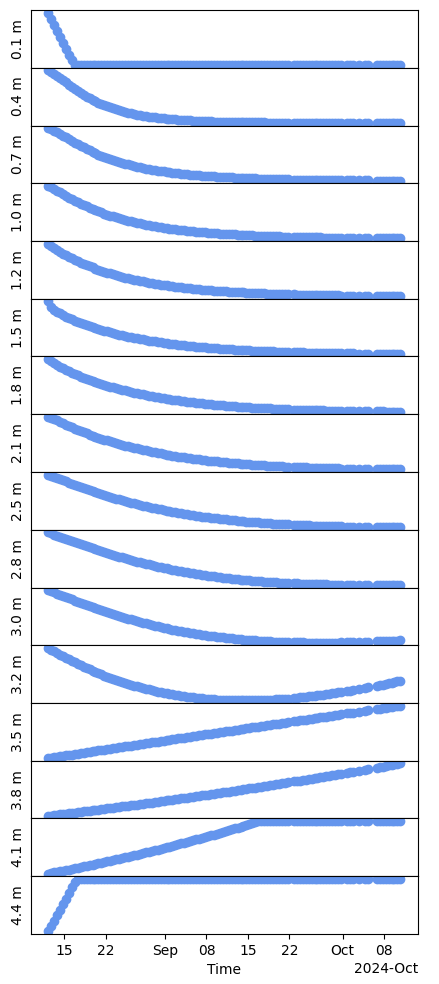 0.1 m
0.4 m
0.7 m
1.0 m
1.2 m
1.5 m
1.8 m
2.1 m
2.5 m
2.8 m
3.0 m
3.2 m
3.5 m
3.8 m
4.1 m
4.4 m
15 22 Sep 08 15 22 Oct 08
Time
2024-Oct